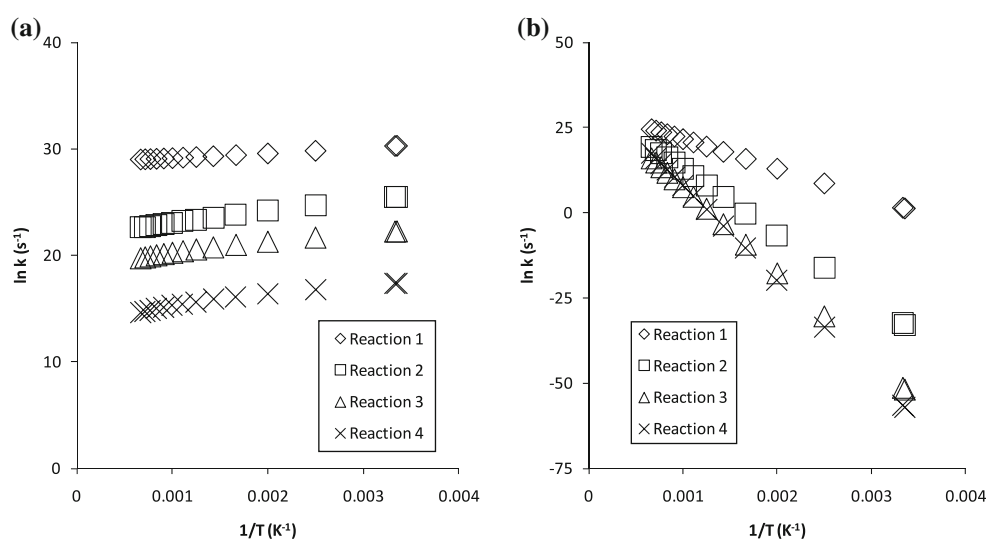 (a)
40
30
20
10
0
ln k (s-1)
Reaction 1
Reaction 2
Reaction 3
Reaction 4
0 0.001 0.002 0.003 0.004
1/T (K-1)
(b)
50
25
0
-25
-50
-75
ln k (s-1)
Reaction 1
Reaction 2
Reaction 3
Reaction 4
0 0.001 0.002 0.003 0.004
1/T (K-1)